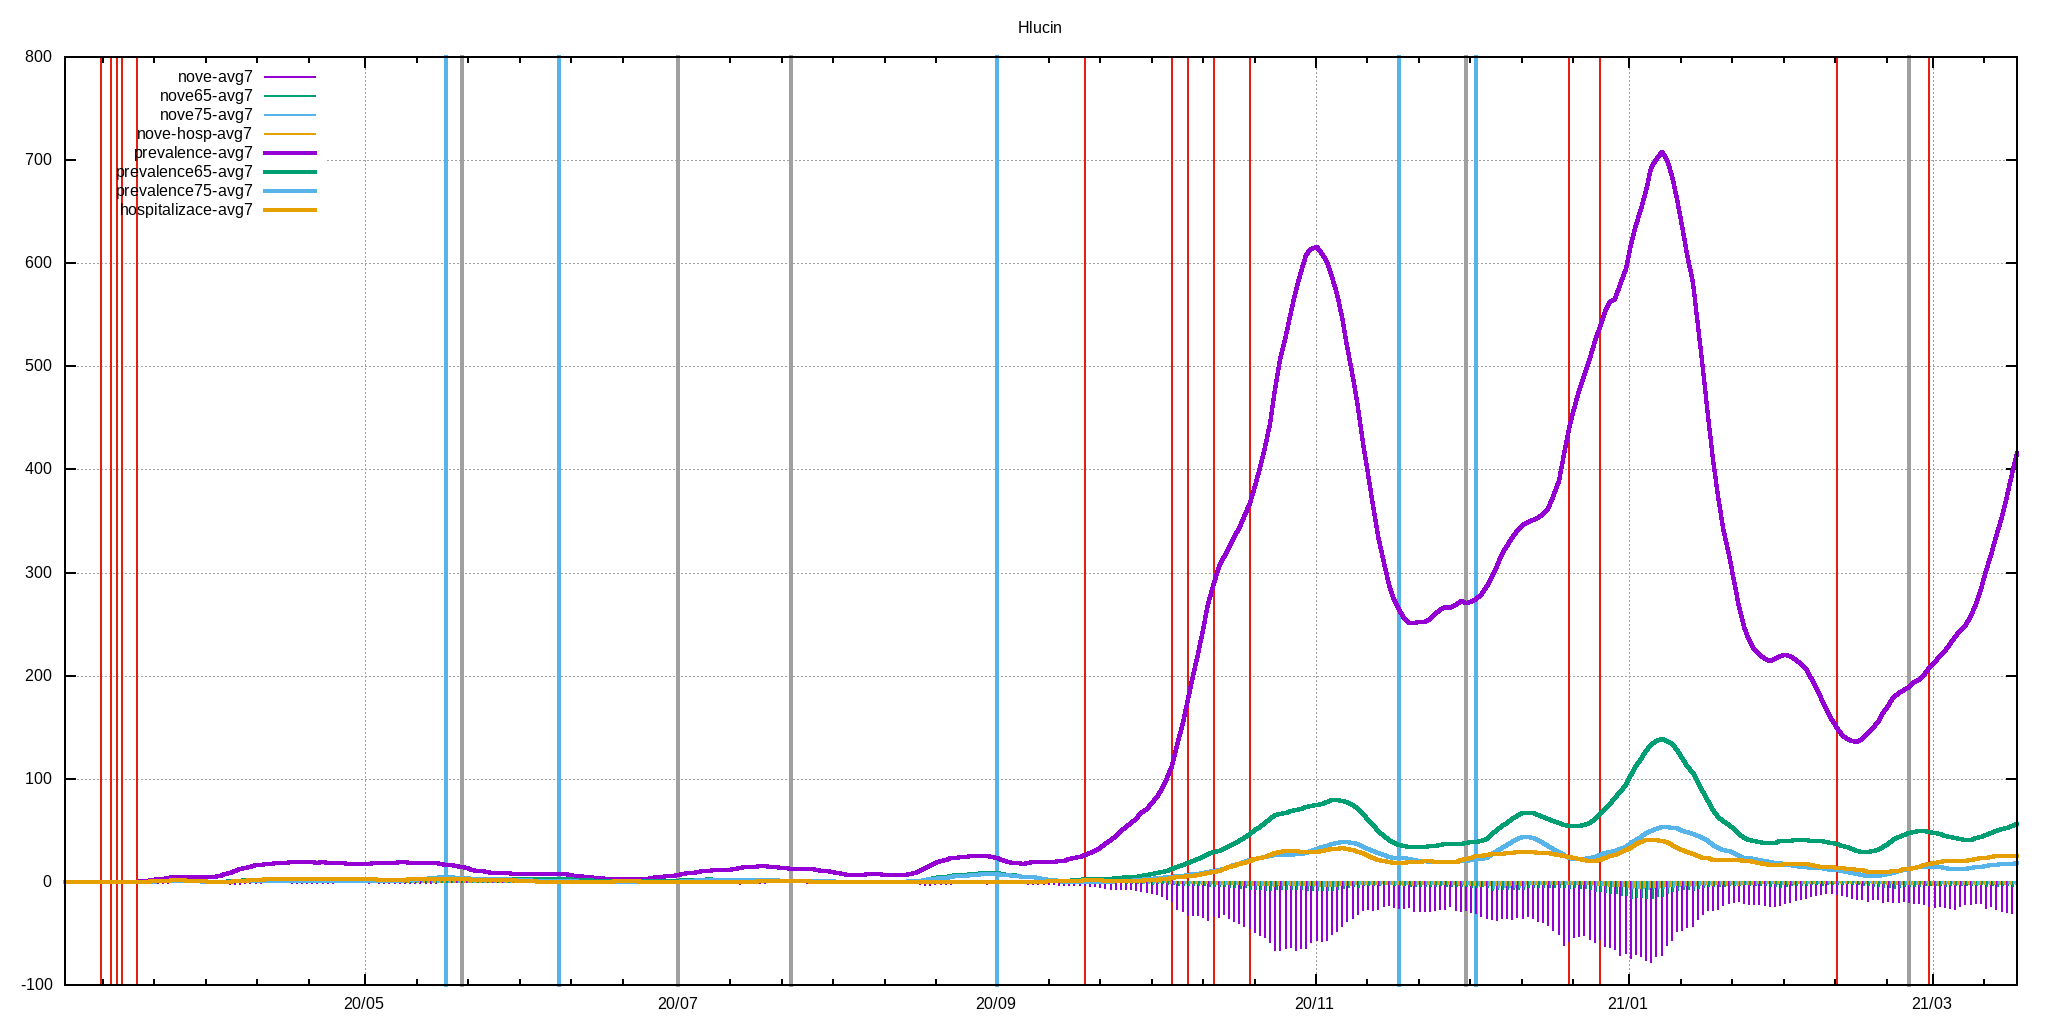 Hlucin
800
700
600
500
400
300
200
100
0
-100
nove-avg7
nove65-avg7
nove75-avg7
nove-hosp-avg7
prevalence-avg7
prevalence65-avg7
prevalence75-avg7
hospitalizace-avg7
20/05
20/07
20/09
20/11
21/01
21/03